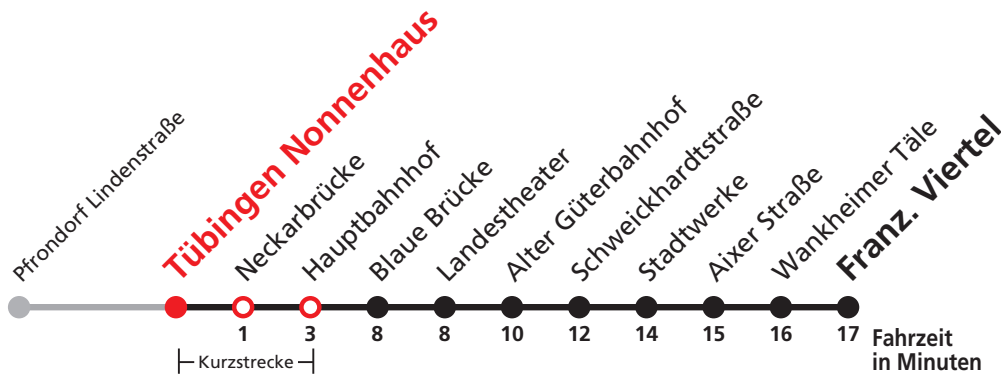 Pfrondorf Lindenstraße
Tübingen Nonnenhaus
Neckarbrücke
Hauptbahnhof
Blaue Brücke
Landestheater
Alter Güterbahnhof
Schweickhardtstraße
Stadtwerke
Aixer Straße
Wankheimer Täle
Franz. Viertel
1 3 8 8 10 12 14 15 16 17
Fahrzeit
in Minuten
Kurzstrecke